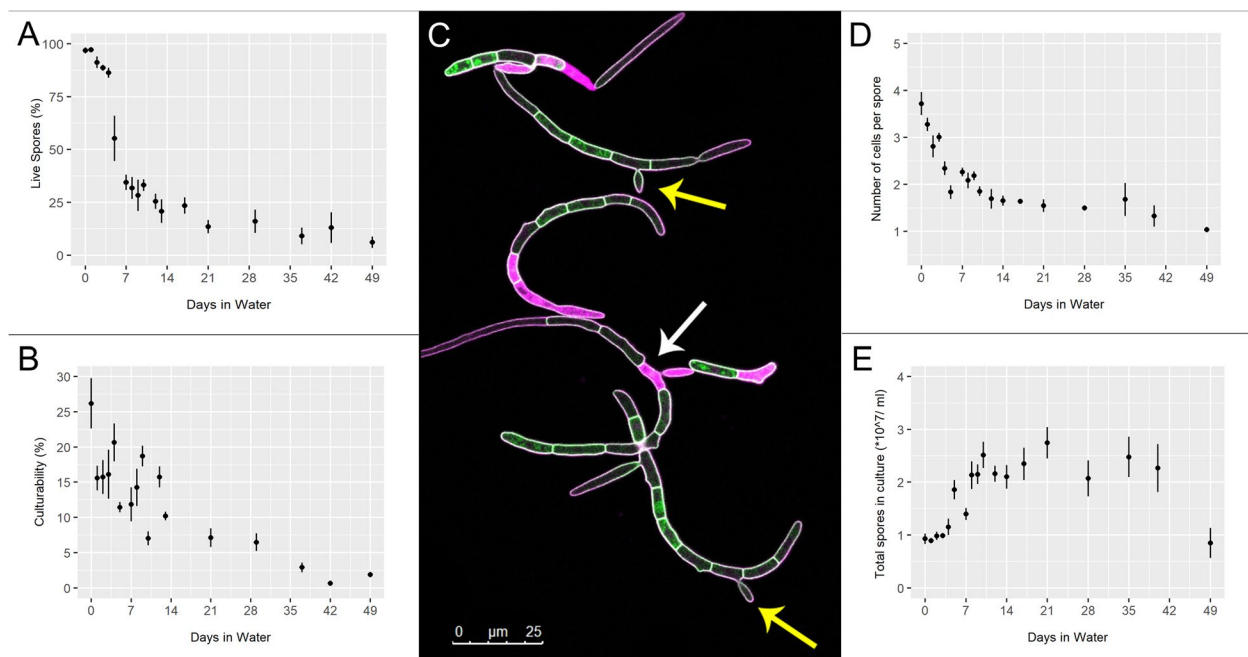 A
100
75
50
25
0
Live Spores (%)
0 7 14 21 28 35 42 49
Days in Water
B
30
25
20
15
10
5
0
Culturability (%)
0 7 14 21 28 35 42 49
Days in Water
C
0 µm 25
D
5
4
3
2
1
Number of cells per spore
0 7 14 21 28 35 42 49
Days in Water
E
4
3
2
1
0
Total spores in culture (*10^7/ ml)
0 7 14 21 28 35 42 49
Days in Water